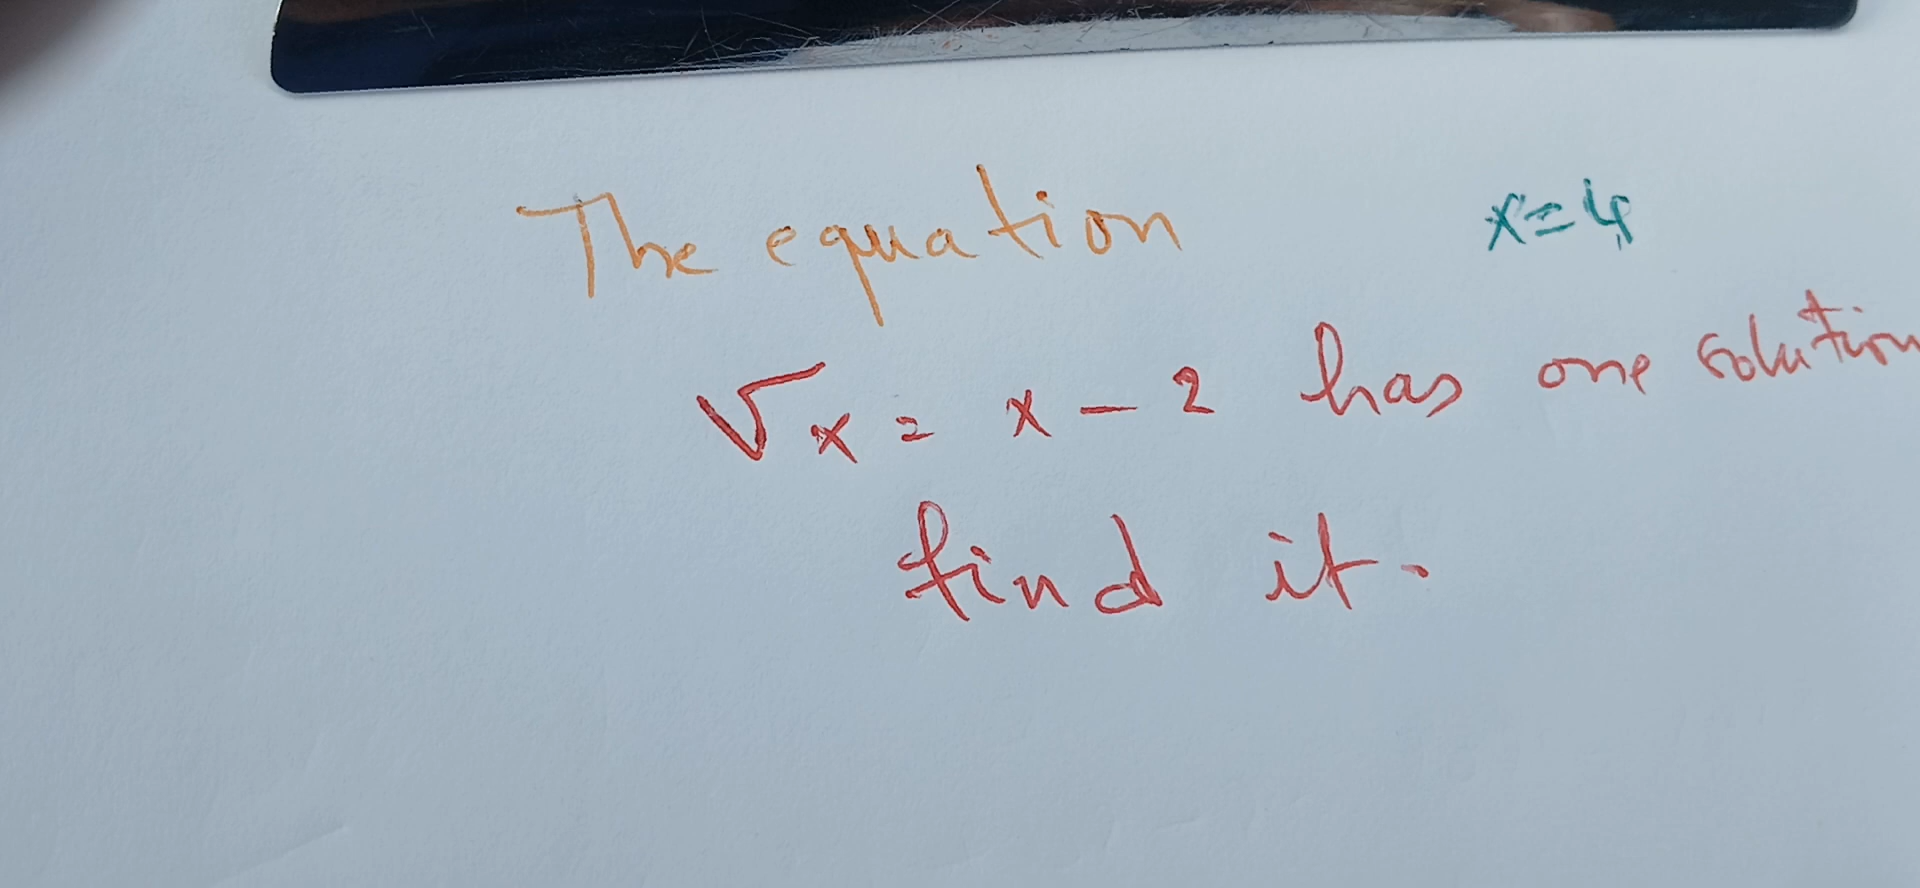 The equation
x=4
√x = x - 2 has one solution
find it.